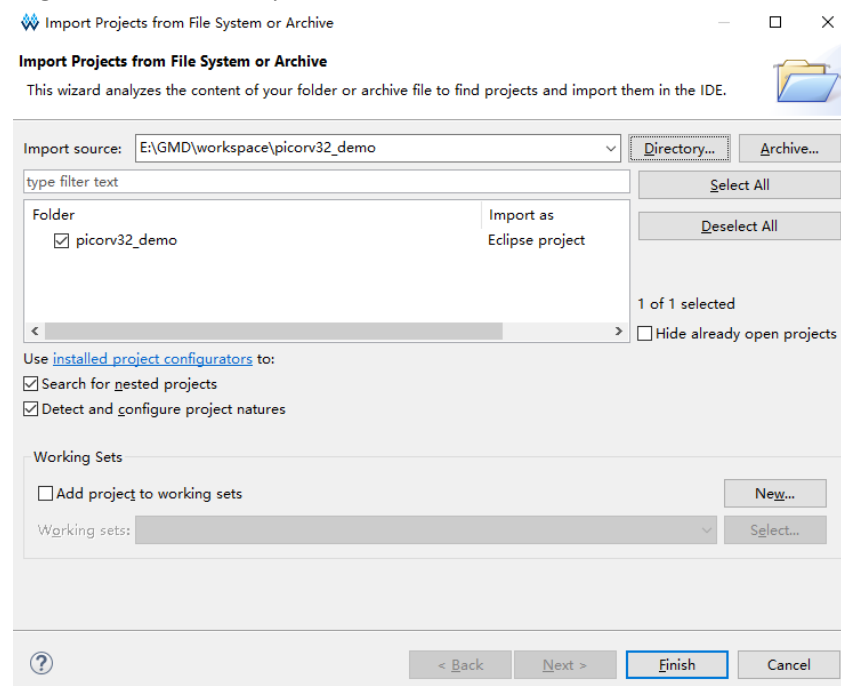 Import Projects from File System or Archive
Import Projects from File System or Archive
This wizard analyzes the content of your folder or archive file to find projects and import them in the IDE.
Import source: E:\GMD\workspace\picorv32_demo Directory... Archive...
type filter text Select All
Folder Import as
Deselect All
picorv32_demo Eclipse project
1 of 1 selected
Hide already open projects
Use installed project configurators to:
Search for nested projects
Detect and configure project natures
Working Sets
Add project to working sets New...
Working sets: Select...
< Back Next > Finish Cancel